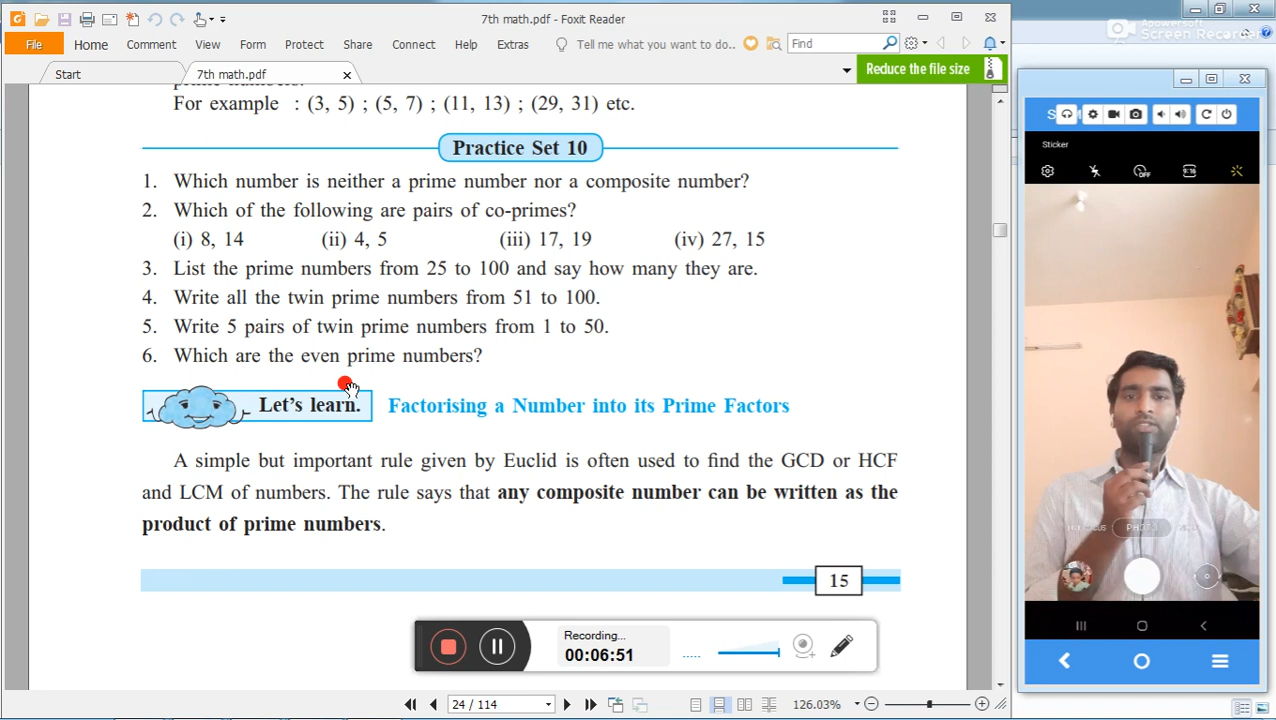 7th math.pdf - Foxit Reader
File Home Comment View Form Protect Share Connect Help Extras Tell me what you want to do.. Find
Apowersoft
Screen Recorder
Start 7th math.pdf Reduce the file size
For example : (3, 5) ; (5, 7) ; (11, 13) ; (29, 31) etc.
Practice Set 10
1. Which number is neither a prime number nor a composite number?
2. Which of the following are pairs of co-primes?
(i) 8, 14 (ii) 4, 5 (iii) 17, 19 (iv) 27, 15
3. List the prime numbers from 25 to 100 and say how many they are.
4. Write all the twin prime numbers from 51 to 100.
5. Write 5 pairs of twin prime numbers from 1 to 50.
6. Which are the even prime numbers?
Let's learn. Factorising a Number into its Prime Factors
A simple but important rule given by Euclid is often used to find the GCD or HCF
and LCM of numbers. The rule says that any composite number can be written as the
product of prime numbers.
15
Recording...
00:06:51
24 / 114 126.03%
Sticker
OFF 9:16
PHOTO